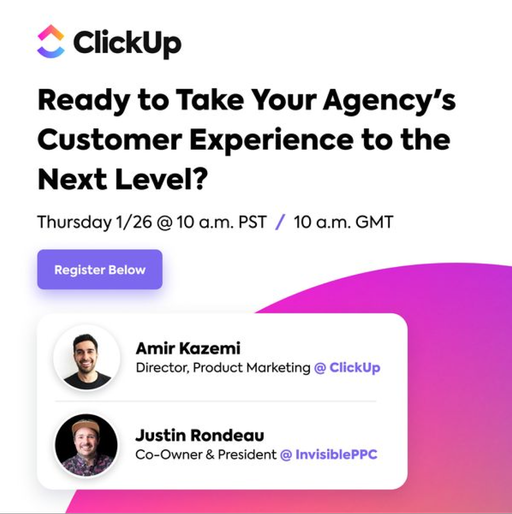 ClickUp
Ready to Take Your Agency's
Customer Experience to the
Next Level?
Thursday 1/26 @ 10 a.m. PST / 10 a.m. GMT
Register Below
Amir Kazemi
Director, Product Marketing @ ClickUp
Justin Rondeau
Co-Owner & President @ InvisiblePPC